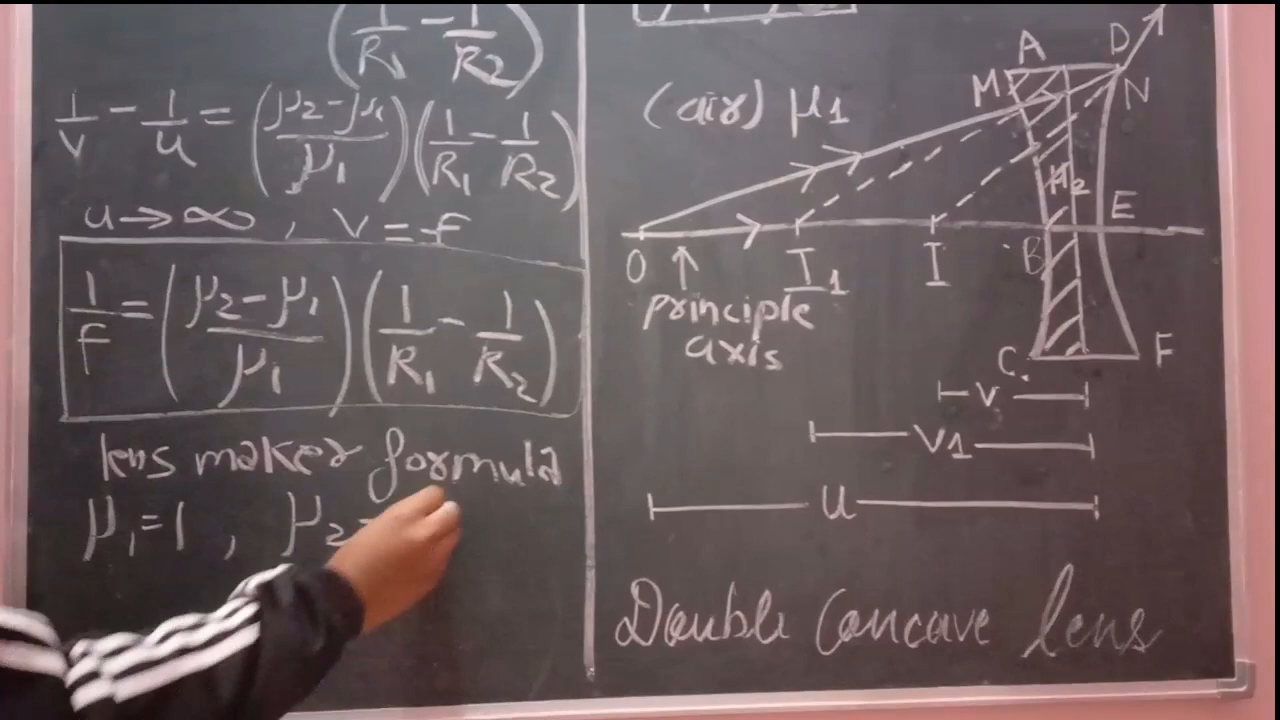 (1/R1 - 1/R2)
1/v - 1/u = (μ2-μ1/μ1)(1/R1 - 1/R2)
u→∞, v=f
1/f = (μ2-μ1/μ1)(1/R1 - 1/R2)
lens maker formula
μ1=1, μ2=
(air) μ1
A
D
M
N
μ2
E
O
I1
I
B
principle
axis
C
F
v
v1
u
Double Concave lens